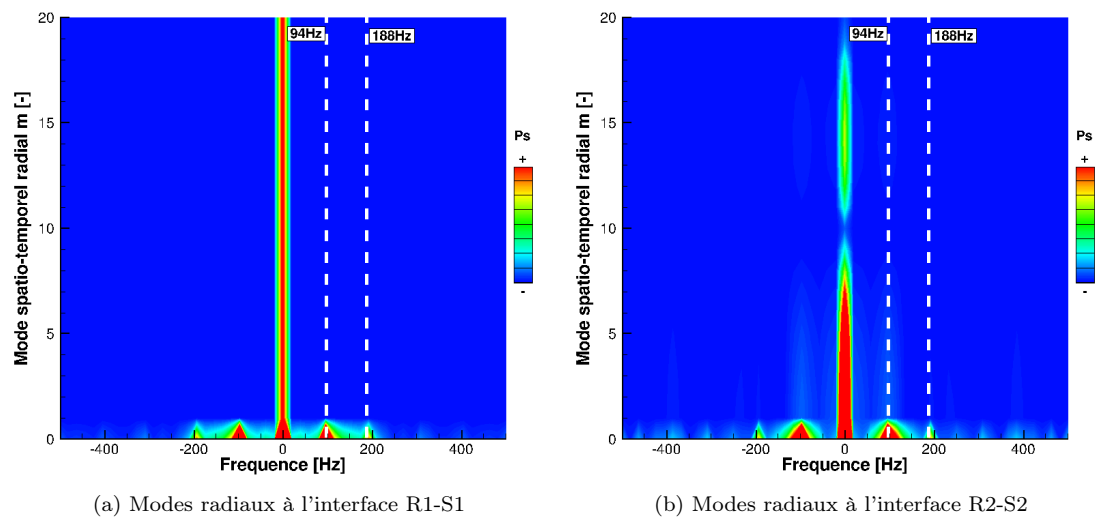 20
15
10
5
0
Mode spatio-temporel radial m [-]
94Hz
188Hz
-400
-200
0
200
400
Frequence [Hz]
Ps
+
-
(a) Modes radiaux à l'interface R1-S1
20
15
10
5
0
Mode spatio-temporel radial m [-]
94Hz
188Hz
-400
-200
0
200
400
Frequence [Hz]
Ps
+
-
(b) Modes radiaux à l'interface R2-S2